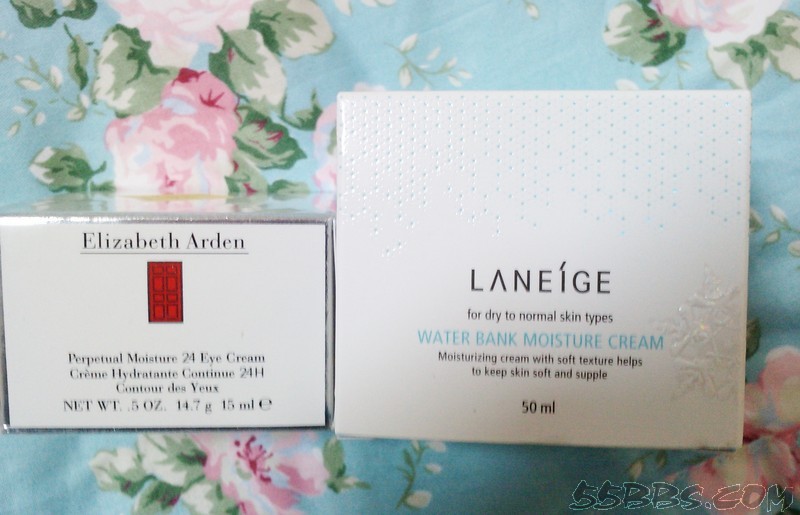 Elizabeth Arden
Perpetual Moisture 24 Eye Cream
Crème Hydratante Continue 24H
Contour des Yeux
NET WT. .5 OZ. 14.7 g 15 ml ℮
LANEÍGE
for dry to normal skin types
WATER BANK MOISTURE CREAM
Moisturizing cream with soft texture helps
to keep skin soft and supple
50 ml
55BBS.COM